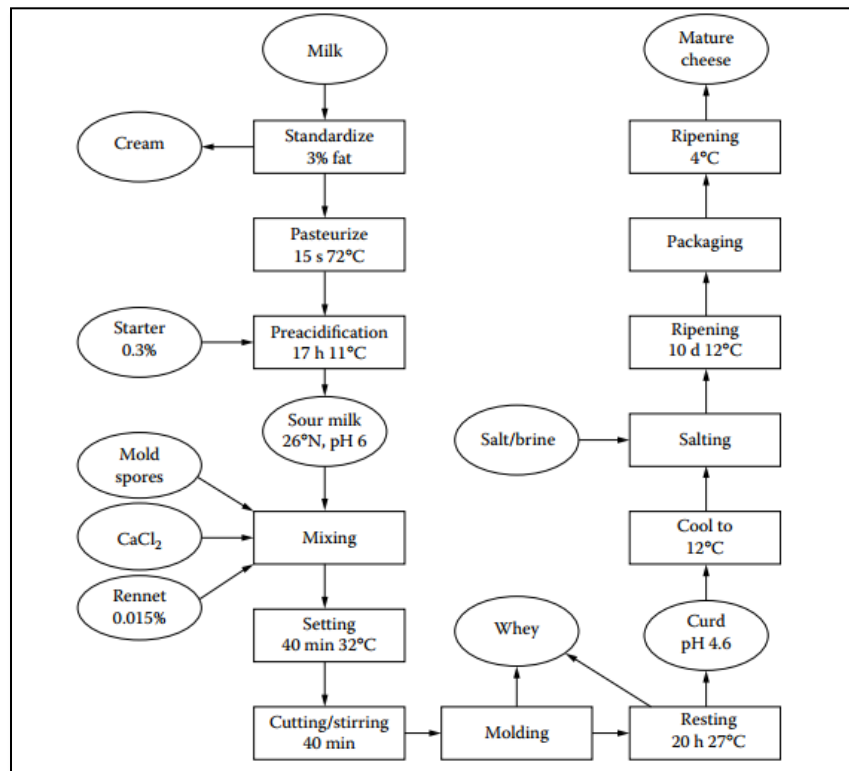 Milk
Cream
Standardize
3% fat
Pasteurize
15 s 72°C
Starter
0.3%
Preacidification
17 h 11°C
Sour milk
26°N, pH 6
Mold
spores
CaCl₂
Rennet
0.015%
Mixing
Setting
40 min 32°C
Cutting/stirring
40 min
Molding
Whey
Resting
20 h 27°C
Curd
pH 4.6
Cool to
12°C
Salt/brine
Salting
Ripening
10 d 12°C
Packaging
Ripening
4°C
Mature
cheese